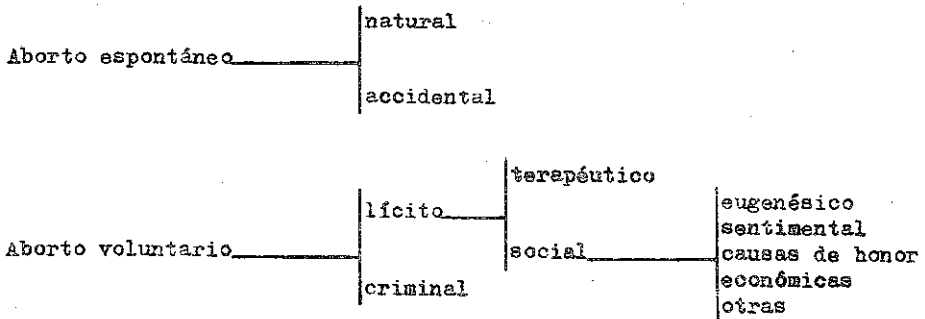 natural
Aborto espontáneo
accidental
terapéutico
lícito
eugenésico
sentimental
Aborto voluntario
social
causas de honor
criminal
económicas
otras